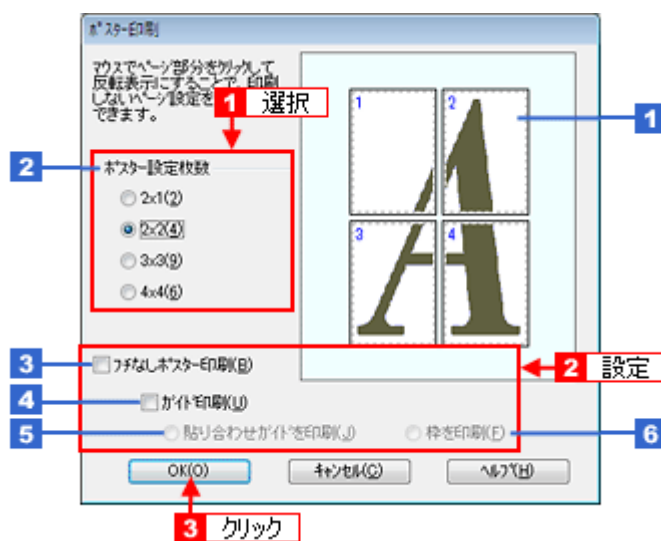 ポスター印刷
マウスでページ部分をクリックして
反転表示にすることで、印刷
しないページ設定を
できます。
1 選択
1
2
ポスター設定枚数
2x1(2)
2x2(4)
3x3(9)
4x4(6)
1
2
3
4
A
3
フチなしポスター印刷(B)
2 設定
4
ガイド印刷(U)
5
貼り合わせガイドを印刷(J)
枠を印刷(F)
6
OK(O)
キャンセル(C)
ヘルプ(H)
3 クリック